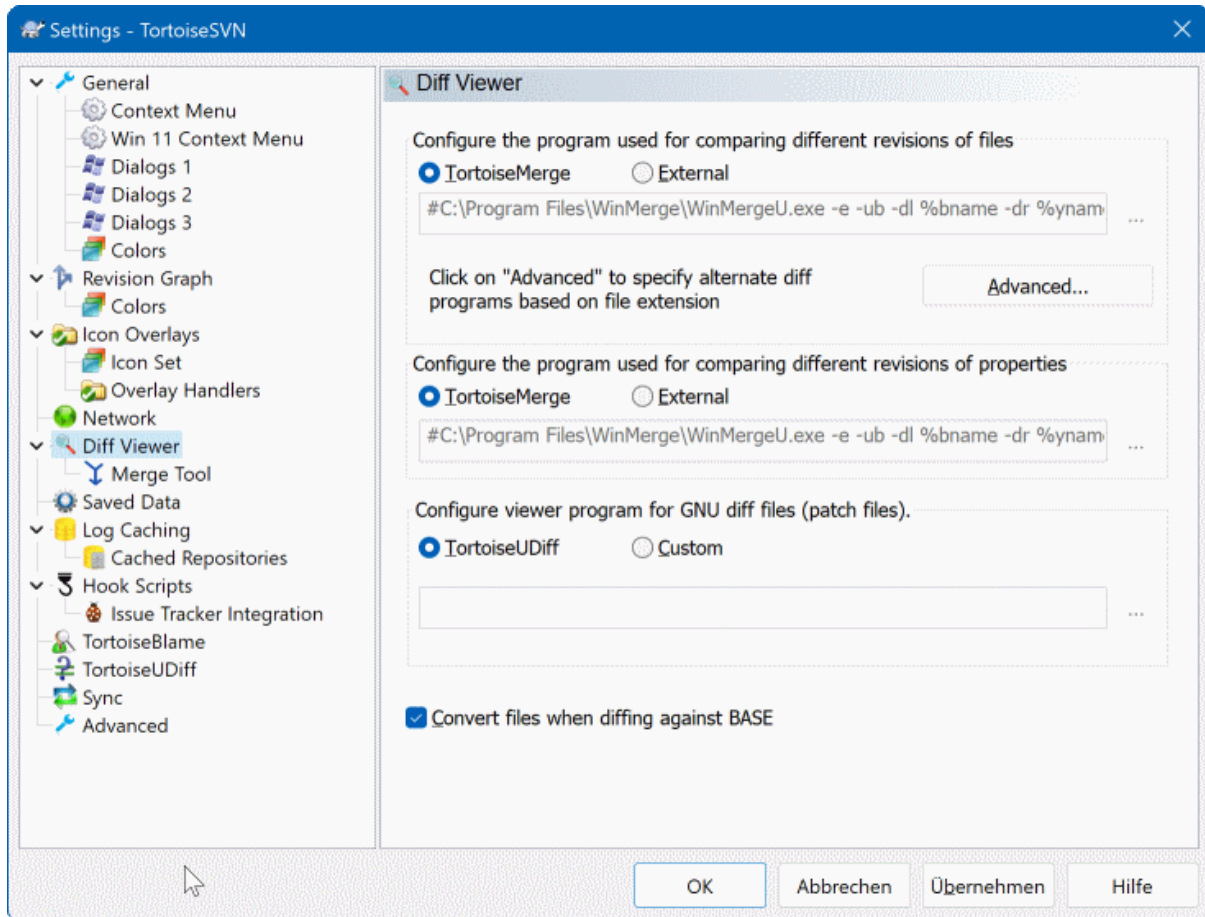 Settings - TortoiseSVN
General
Context Menu
Win 11 Context Menu
Dialogs 1
Dialogs 2
Dialogs 3
Colors
Revision Graph
Colors
Icon Overlays
Icon Set
Overlay Handlers
Network
Diff Viewer
Merge Tool
Saved Data
Log Caching
Cached Repositories
Hook Scripts
Issue Tracker Integration
TortoiseBlame
TortoiseUDiff
Sync
Advanced
Diff Viewer
Configure the program used for comparing different revisions of files
TortoiseMerge External
#C:\Program Files\WinMerge\WinMergeU.exe -e -ub -dl %bname -dr %ynam
...
Click on "Advanced" to specify alternate diff
programs based on file extension
Advanced...
Configure the program used for comparing different revisions of properties
TortoiseMerge External
#C:\Program Files\WinMerge\WinMergeU.exe -e -ub -dl %bname -dr %ynam
...
Configure viewer program for GNU diff files (patch files).
TortoiseUDiff Custom
...
Convert files when diffing against BASE
OK Abbrechen Übernehmen Hilfe